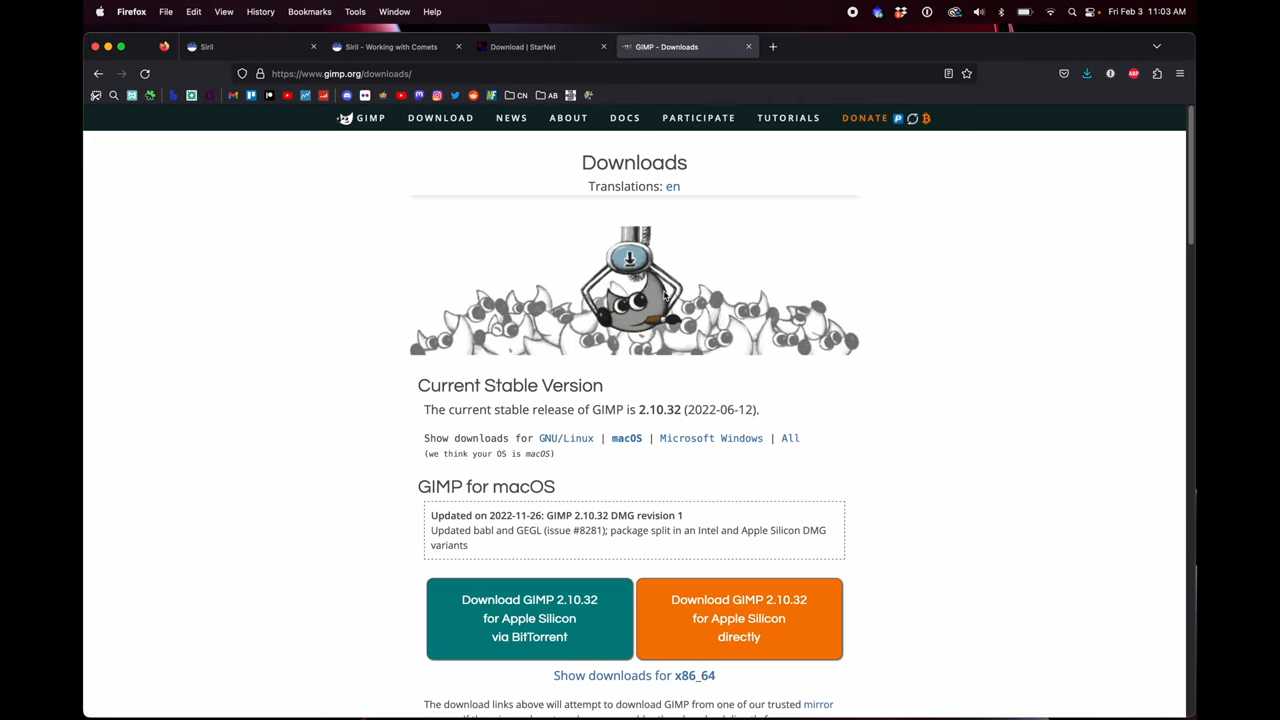 Firefox File Edit View History Bookmarks Tools Window Help Fri Feb 3 11:03 AM
Siril Siril - Working with Comets Download | StarNet GIMP - Downloads
https://www.gimp.org/downloads/
CN AB
GIMP DOWNLOAD NEWS ABOUT DOCS PARTICIPATE TUTORIALS DONATE
Downloads
Translations: en
Current Stable Version
The current stable release of GIMP is 2.10.32 (2022-06-12).
Show downloads for GNU/Linux | macOS | Microsoft Windows | All
(we think your OS is macOS)
GIMP for macOS
Updated on 2022-11-26: GIMP 2.10.32 DMG revision 1
Updated babl and GEGL (issue #8281); package split in an Intel and Apple Silicon DMG
variants
Download GIMP 2.10.32
for Apple Silicon
via BitTorrent
Download GIMP 2.10.32
for Apple Silicon
directly
Show downloads for x86_64
The download links above will attempt to download GIMP from one of our trusted mirror